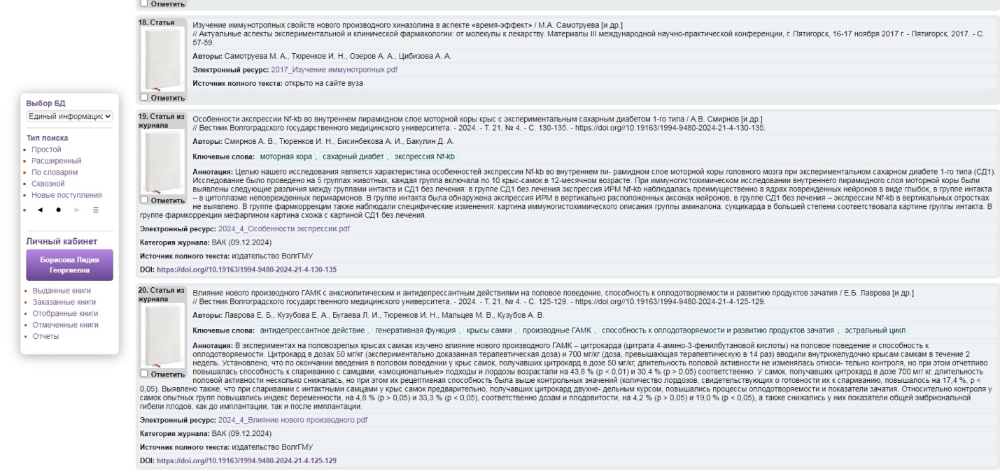 Отметить
18. Статья
Отметить
Изучение иммунотропных свойств нового производного хиназолина в аспекте «время-эффект» / М.А. Самотруева [и др.]
// Актуальные аспекты экспериментальной и клинической фармакологии: от молекулы к лекарству. Материалы III международной научно-практической конференции, г. Пятигорск, 16-17 ноября 2017 г. - Пятигорск, 2017. - С.
57-59.
Авторы: Самотруева М. А., Тюренков И. Н., Озеров А. А., Цибизова А. А.
Электронный ресурс: 2017_Изучение иммунотропных.pdf
Источник полного текста: открыто на сайте вуза
Выбор БД
Единый информацис
Тип поиска
Простой
Расширенный
По словарям
Сквозной
Новые поступления
Личный кабинет
Борисова Лидия
Георгиевна
Выданные книги
Заказанные книги
Отобранные книги
Отмеченные книги
Отчеты
19. Статья из
журнала
Отметить
Особенности экспрессии Nf-kb во внутреннем пирамидном слое моторной коры крыс с экспериментальным сахарным диабетом 1-го типа / А.В. Смирнов [и др.]
// Вестник Волгоградского государственного медицинского университета. - 2024. - Т. 21, № 4. - С. 130-135. - https://doi.org//10.19163/1994-9480-2024-21-4-130-135.
Авторы: Смирнов А. В., Тюренков И. Н., Бисинбекова А. И., Бакулин Д. А.
Ключевые слова: моторная кора , сахарный диабет , экспрессия Nf-kb
Аннотация: Целью нашего исследования является характеристика особенностей экспрессии Nf-kb во внутреннем пи- рамидном слое моторной коры головного мозга при экспериментальном сахарном диабете 1-го типа (СД1).
Исследование было проведено на 5 группах животных, каждая группа включала по 10 крыс-самок в 12-месячном возрасте. При иммуногистохимическом исследовании внутреннего пирамидного слоя моторной коры были
выявлены следующие различия между группами интакта и СД1 без лечения: в группе СД1 без лечения экспрессия ИРМ Nf-kb наблюдалась преимущественно в ядрах поврежденных нейронов в виде глыбок, в группе интакта
– в цитоплазме неповрежденных перикарионов. В группе интакта была обнаружена экспрессия ИРМ в вертикально расположенных аксонах нейронов, в группе СД1 без лечения – экспрессии Nf-kb в вертикальных отростках
не выявлено. В группе фармкоррекции также наблюдали специфические изменения: картина иммуногистохимического описания группы аминалона, сукцикарда в большей степени соответствовала картине группы интакта. В
группе фармкоррекции мефаргином картина схожа с картиной СД1 без лечения.
Электронный ресурс: 2024_4_Особенности экспрессии.pdf
Категория журнала: ВАК (09.12.2024)
Источник полного текста: издательство ВолгГМУ
DOI: https://doi.org//10.19163/1994-9480-2024-21-4-130-135
20. Статья из
журнала
Отметить
Влияние нового производного ГАМК с анксиолитическим и антидепрессантным действиями на половое поведение, способность к оплодотворяемости и развитию продуктов зачатия / Е.Б. Лаврова [и др.]
// Вестник Волгоградского государственного медицинского университета. - 2024. - Т. 21, № 4. - С. 125-129. - https://doi.org//10.19163/1994-9480-2024-21-4-125-129.
Авторы: Лаврова Е. Б., Кузубова Е. А., Бугаева Л. И., Тюренков И. Н., Мальцев М. В., Кузубов А. В.
Ключевые слова: антидепрессантное действие , генеративная функция , крысы самки , производные ГАМК , способность к оплодотворяемости и развитию продуктов зачатия , эстральный цикл
Аннотация: В экспериментах на половозрелых крысах самках изучено влияние нового производного ГАМК – цитрокарда (цитрата 4-амино-3-фенилбутановой кислоты) на половое поведение и способность к
оплодотворяемости. Цитрокард в дозах 50 мг/кг (экспериментально доказанная терапевтическая доза) и 700 мг/кг (доза, превышающая терапевтическую в 14 раз) вводили внутрижелудочно крысам самкам в течение 2
недель. Установлено, что по окончании введения в половом поведении у крыс самок, получавших цитрокард в дозе 50 мг/кг, длительность половой активности не изменялась относи- тельно контроля, но при этом отчетливо
повышалась способность к спариванию с самцами, «эмоциональные» подходы и лордозы возрастали на 43,8 % (p < 0,01) и 30,4 % (p > 0,05) соответственно. У самок, получавших цитрокард в дозе 700 мг/ кг, длительность
половой активности несколько снижалась, но при этом их рецептивная способность была выше контрольных значений (количество лордозов, свидетельствующих о готовности их к спариванию, повышалось на 17,4 %, p <
0,05). Выявлено также, что при спаривании с интактными самцами у крыс самок предварительно, получавших цитрокард двухне- дельным курсом, повышались процессы оплодотворяемости и показатели зачатия. Относительно контроля у
самок опытных групп повышались индекс беременности, на 4,8 % (p > 0,05) и 33,3 % (p < 0,05), соответственно дозам и плодовитости, на 4,2 % (p > 0,05) и 19,0 % (p < 0,05), а также снижались у них показатели общей эмбриональной
гибели плодов, как до имплантации, так и после имплантации.
Электронный ресурс: 2024_4_Влияние нового производного.pdf
Категория журнала: ВАК (09.12.2024)
Источник полного текста: издательство ВолгГМУ
DOI: https://doi.org//10.19163/1994-9480-2024-21-4-125-129